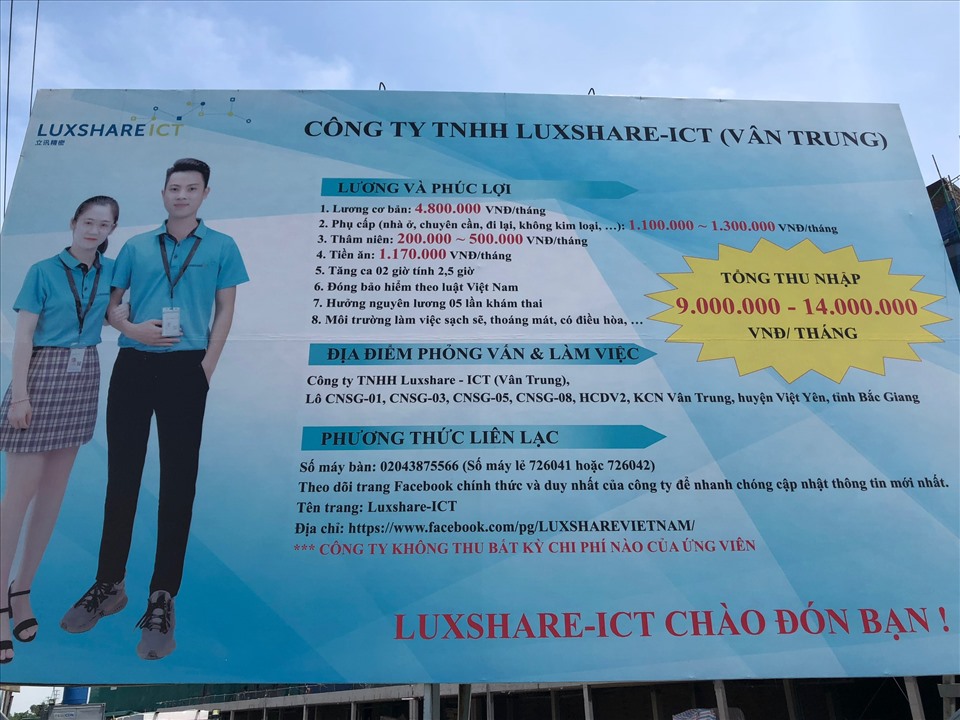 LUXSHARE ICT
立讯精密
CÔNG TY TNHH LUXSHARE-ICT (VÂN TRUNG)
LƯƠNG VÀ PHÚC LỢI
1. Lương cơ bản: 4.800.000 VNĐ/tháng
2. Phụ cấp (nhà ở, chuyên cần, đi lại, không kim loại, …): 1.100.000 ~ 1.300.000 VNĐ/tháng
3. Thâm niên: 200.000 ~ 500.000 VNĐ/tháng
4. Tiền ăn: 1.170.000 VNĐ/tháng
5. Tăng ca 02 giờ tính 2,5 giờ
6. Đóng bảo hiểm theo luật Việt Nam
7. Hưởng nguyên lương 05 lần khám thai
8. Môi trường làm việc sạch sẽ, thoáng mát, có điều hòa, …
TỔNG THU NHẬP
9.000.000 - 14.000.000
VNĐ/ THÁNG
ĐỊA ĐIỂM PHỎNG VẤN & LÀM VIỆC
Công ty TNHH Luxshare - ICT (Vân Trung),
Lô CNSG-01, CNSG-03, CNSG-05, CNSG-08, HCDV2, KCN Vân Trung, huyện Việt Yên, tỉnh Bắc Giang
PHƯƠNG THỨC LIÊN LẠC
Số máy bàn: 02043875566 (Số máy lẻ 726041 hoặc 726042)
Theo dõi trang Facebook chính thức và duy nhất của công ty để nhanh chóng cập nhật thông tin mới nhất.
Tên trang: Luxshare-ICT
Địa chỉ: https://www.facebook.com/pg/LUXSHAREVIETNAM/
*** CÔNG TY KHÔNG THU BẤT KỲ CHI PHÍ NÀO CỦA ỨNG VIÊN
LUXSHARE-ICT CHÀO ĐÓN BẠN !